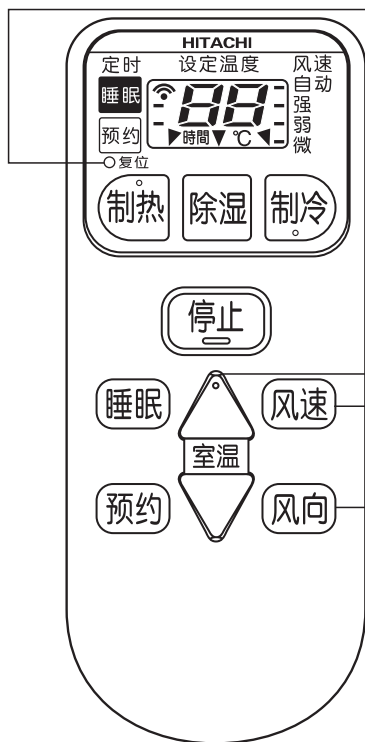 HITACHI
定时 设定温度 风速
睡眠 88 自动
强
预约 弱
時間 ℃ 微
复位
制热 除湿 制冷
停止
睡眠 风速
室温
预约 风向